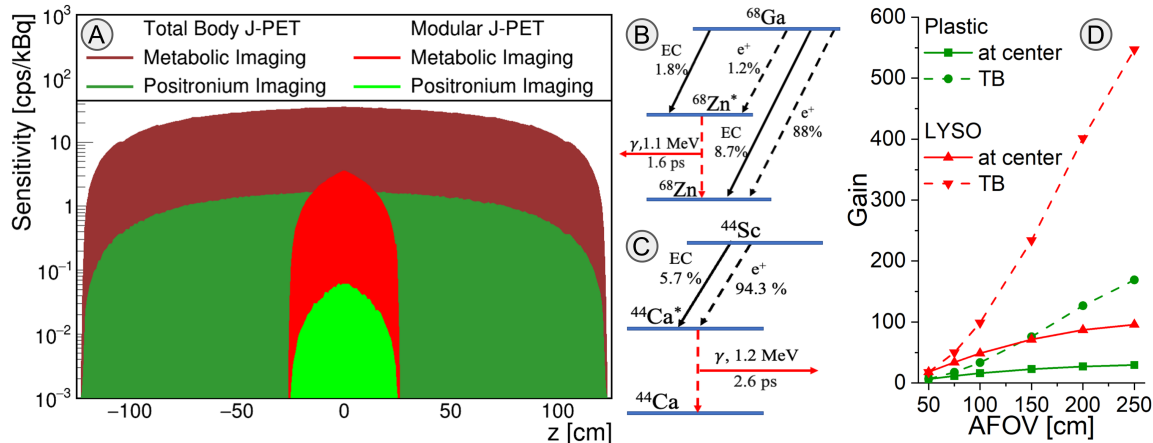 A
Total Body J-PET
Modular J-PET
Metabolic Imaging
Metabolic Imaging
Positronium Imaging
Positronium Imaging
Sensitivity [cps/kBq]
10³
10²
10
1
10⁻¹
10⁻²
10⁻³
−100
−50
0
50
100
z [cm]
B
⁶⁸Ga
EC
1.8%
e⁺
1.2%
⁶⁸Zn*
γ,1.1 MeV
1.6 ps
EC
8.7%
e⁺
88%
⁶⁸Zn
C
⁴⁴Sc
EC
5.7 %
e⁺
94.3 %
⁴⁴Ca*
γ, 1.2 MeV
2.6 ps
⁴⁴Ca
D
Plastic
at center
TB
LYSO
at center
TB
Gain
600
500
400
300
200
100
0
50
100
150
200
250
AFOV [cm]